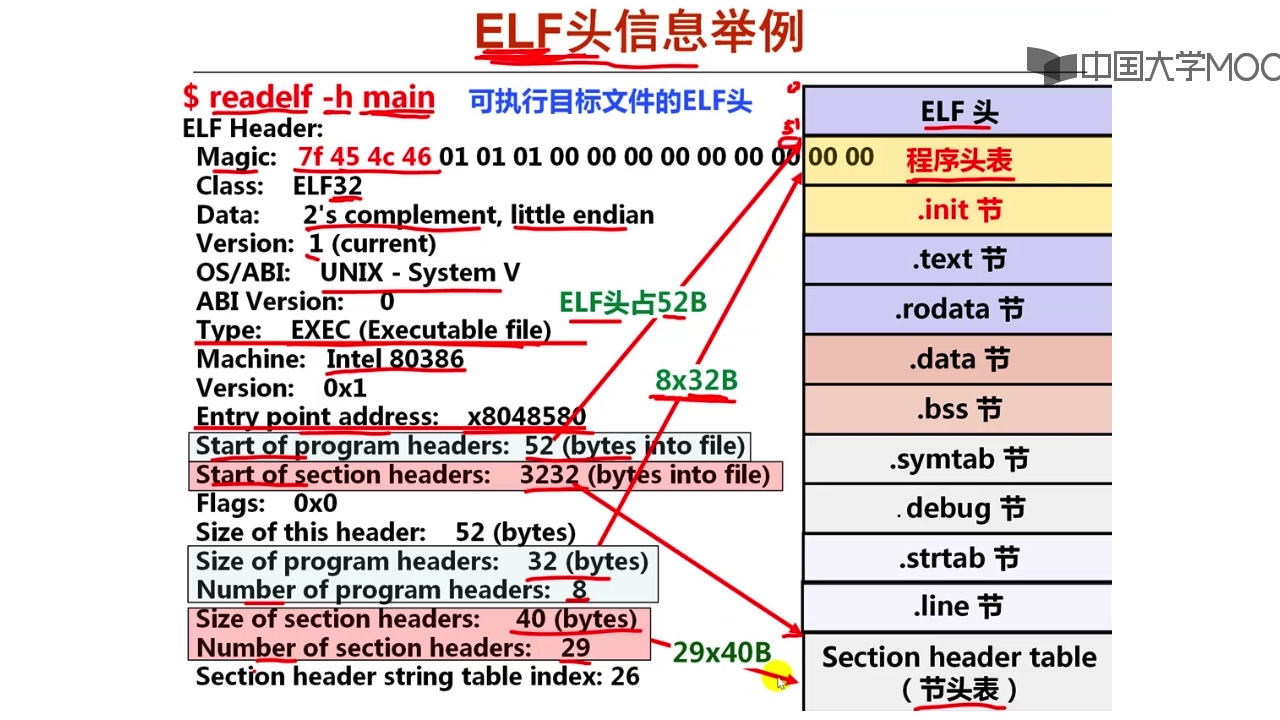 ELF头信息举例
中国大学MOO
$ readelf -h main
可执行目标文件的ELF头
ELF Header:
Magic: 7f 45 4c 46 01 01 01 00 00 00 00 00 00 00 00 00
Class: ELF32
Data: 2's complement, little endian
Version: 1 (current)
OS/ABI: UNIX - System V
ABI Version: 0
Type: EXEC (Executable file)
Machine: Intel 80386
Version: 0x1
Entry point address: x8048580
Start of program headers: 52 (bytes into file)
Start of section headers: 3232 (bytes into file)
Flags: 0x0
Size of this header: 52 (bytes)
Size of program headers: 32 (bytes)
Number of program headers: 8
Size of section headers: 40 (bytes)
Number of section headers: 29
Section header string table index: 26
ELF头占52B
8x32B
29x40B
ELF 头
程序头表
.init 节
.text 节
.rodata 节
.data 节
.bss 节
.symtab 节
.debug 节
.strtab 节
.line 节
Section header table
(节头表)